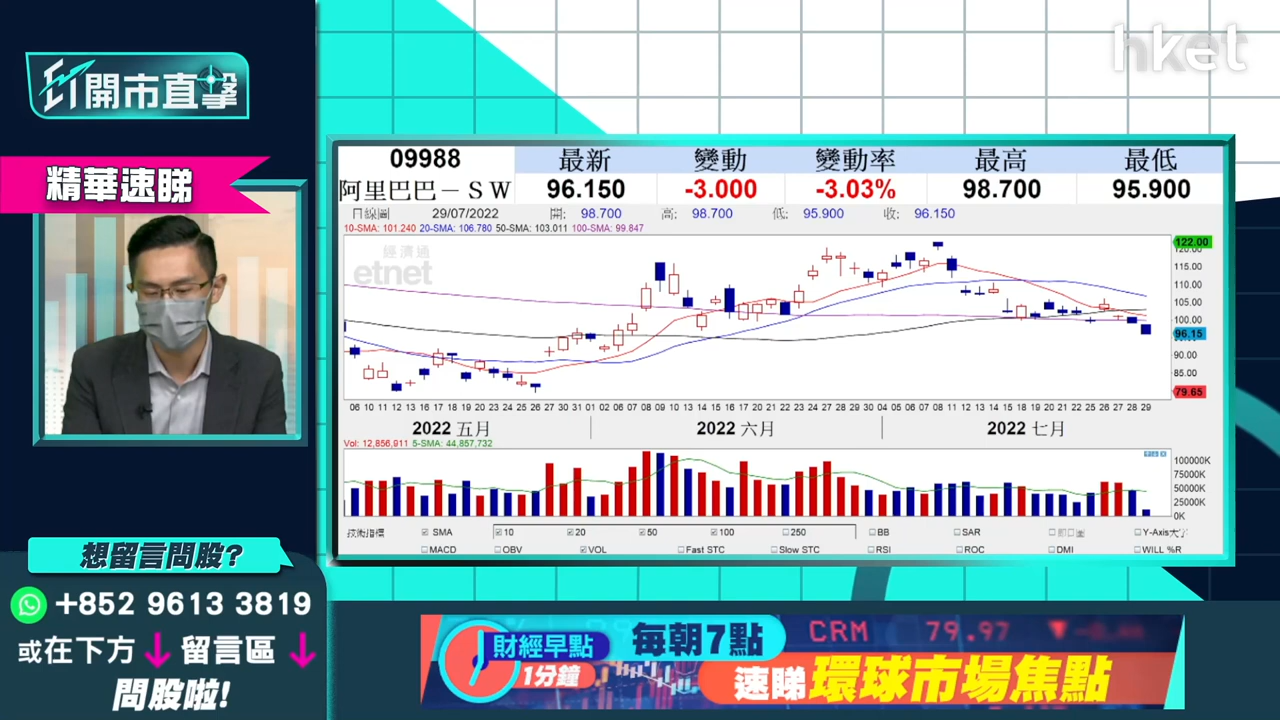 hket
ET開市直擊
精華速睇
09988 最新 變動 變動率 最高 最低
阿里巴巴－ＳＷ 96.150 -3.000 -3.03% 98.700 95.900
日線圖 29/07/2022 開: 98.700 高: 98.700 低: 95.900 收: 96.150
10-SMA: 101.240 20-SMA: 106.780 50-SMA: 103.011 100-SMA: 99.847
經濟通
etnet
122.00
120.00
115.00
110.00
105.00
100.00
96.15
90.00
85.00
79.65
06 10 11 12 13 16 17 18 19 20 23 24 25 26 27 30 31 01 02 06 07 08 09 10 13 14 15 16 17 20 21 22 23 24 27 28 29 30 04 05 06 07 08 11 12 13 14 15 18 19 20 21 22 25 26 27 28 29
2022 五月 2022 六月 2022 七月
Vol: 12,856,911 5-SMA: 44,857,732
100000K
75000K
50000K
25000K
0K
技術指標 SMA 10 20 50 100 250 BB SAR Y-Axis大字
MACD OBV VOL Fast STC Slow STC RSI ROC DMI WILL %R
想留言問股?
+852 9613 3819
或在下方 留言區
問股啦!
財經早點
1分鐘
每朝7點
速睇環球市場焦點
CRM 79.97